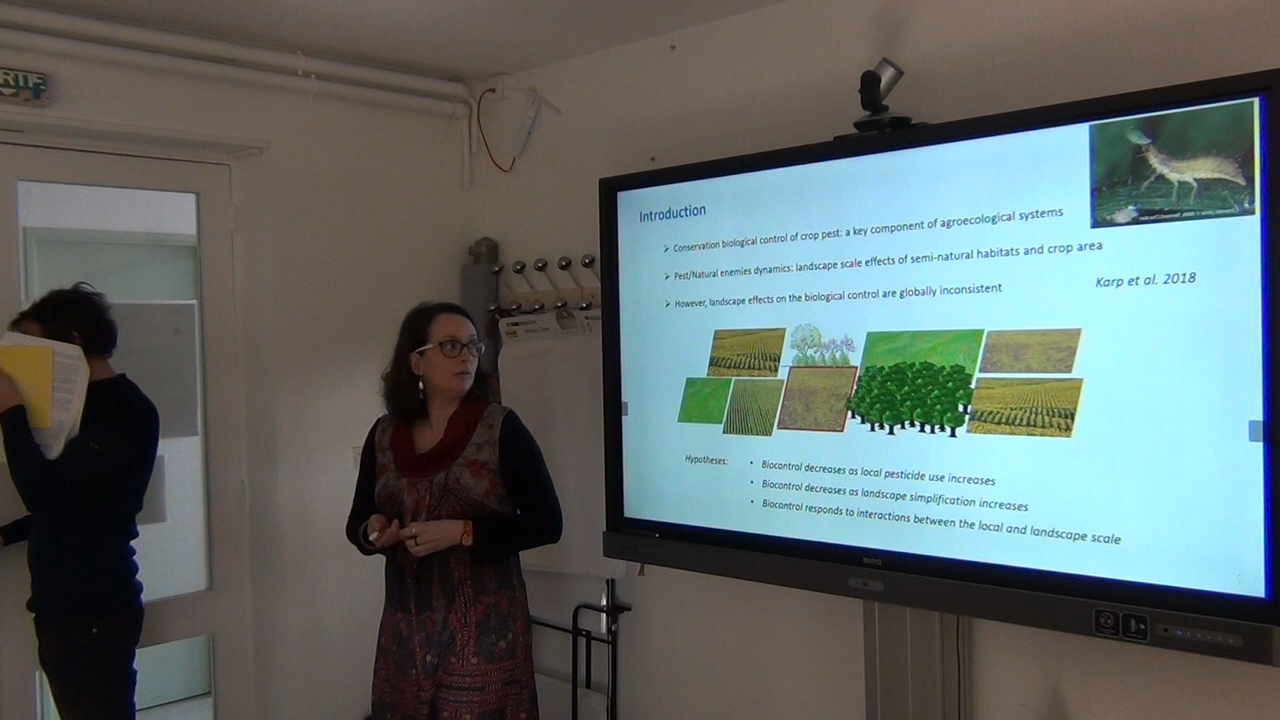 Introduction
➢ Conservation biological control of crop pest: a key component of agroecological systems
➢ Pest/Natural enemies dynamics: landscape scale effects of semi-natural habitats and crop area
➢ However, landscape effects on the biological control are globally inconsistent
Karp et al. 2018
Hypotheses:
• Biocontrol decreases as local pesticide use increases
• Biocontrol decreases as landscape simplification increases
• Biocontrol responds to interactions between the local and landscape scale
BenQ